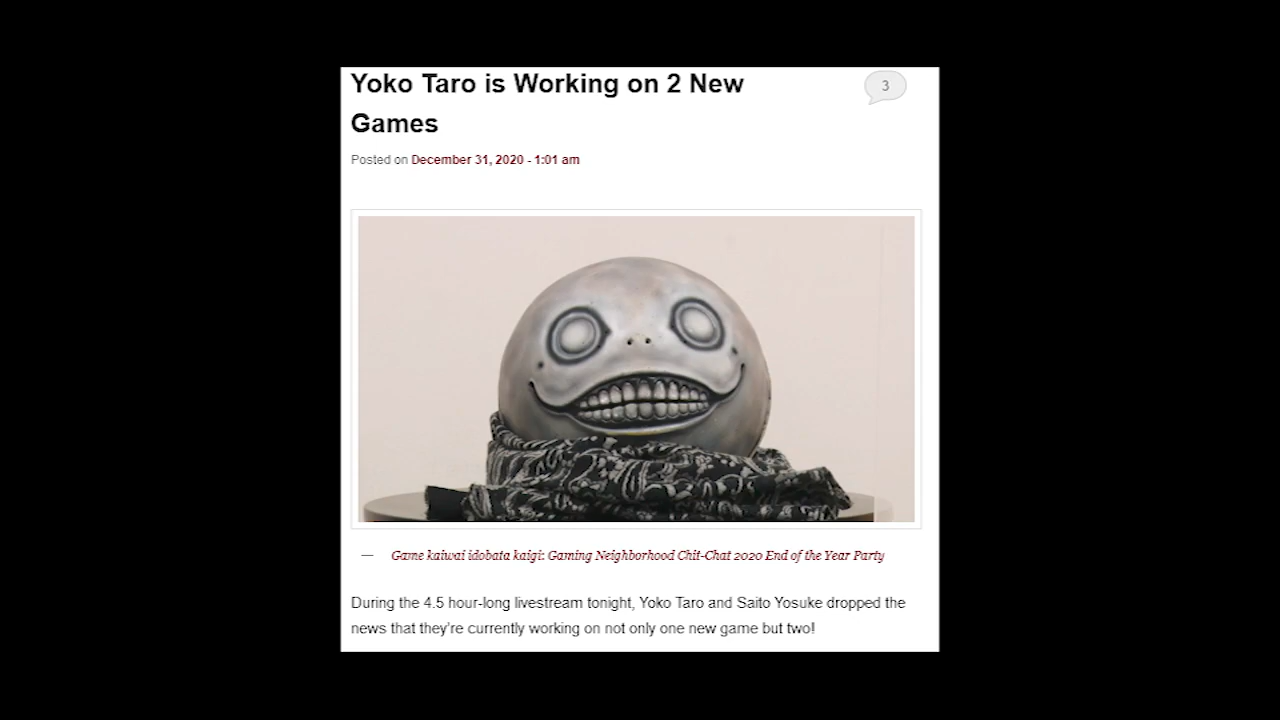 Yoko Taro is Working on 2 New
Games
3
Posted on December 31, 2020 - 1:01 am
— Game kaiwai idobata kaigi: Gaming Neighborhood Chit-Chat 2020 End of the Year Party
During the 4.5 hour-long livestream tonight, Yoko Taro and Saito Yosuke dropped the
news that they're currently working on not only one new game but two!